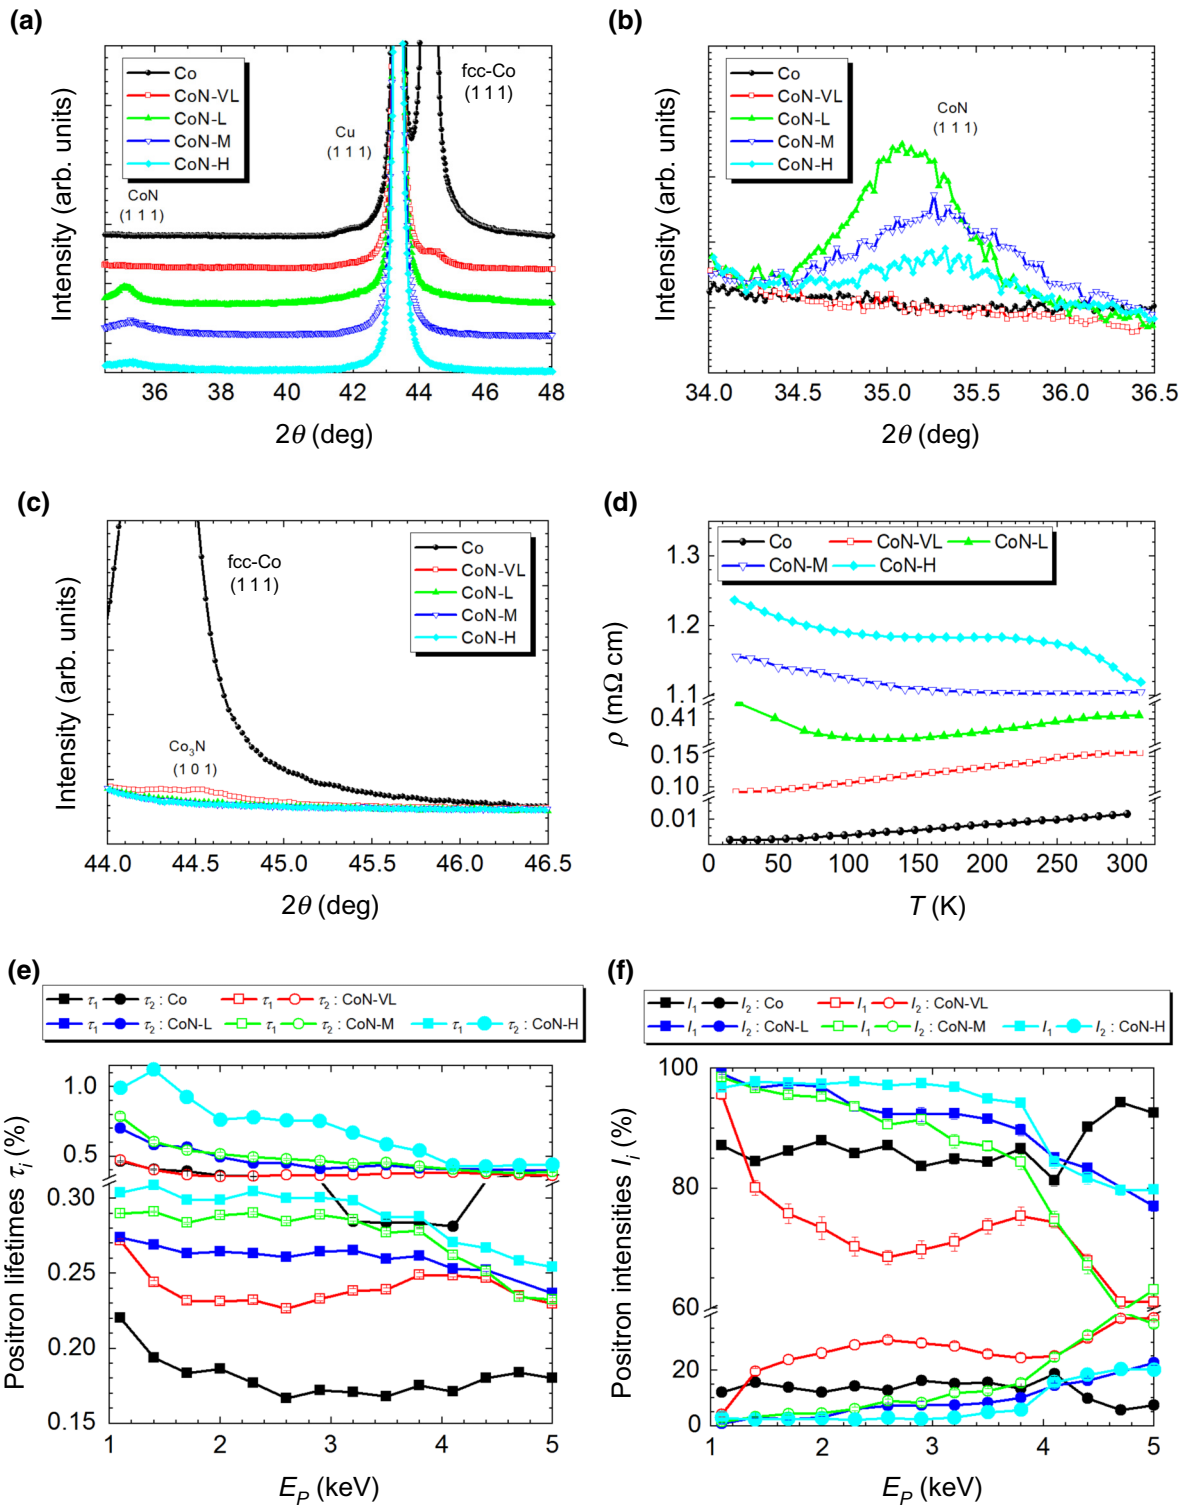 (a)
Intensity (arb. units)
Co
CoN-VL
CoN-L
CoN-M
CoN-H
fcc-Co
(1 1 1)
Cu
(1 1 1)
CoN
(1 1 1)
36 38 40 42 44 46 48
2θ (deg)
(b)
Intensity (arb. units)
Co
CoN-VL
CoN-L
CoN-M
CoN-H
CoN
(1 1 1)
34.0 34.5 35.0 35.5 36.0 36.5
2θ (deg)
(c)
Intensity (arb. units)
fcc-Co
(1 1 1)
Co
CoN-VL
CoN-L
CoN-M
CoN-H
Co₃N
(1 0 1)
44.0 44.5 45.0 45.5 46.0 46.5
2θ (deg)
(d)
ρ (mΩ cm)
Co CoN-VL CoN-L
CoN-M CoN-H
1.3
1.2
1.1
0.41
0.15
0.10
0.01
0 50 100 150 200 250 300
T (K)
(e)
τ₁ τ₂ : Co τ₁ τ₂ : CoN-VL
τ₁ τ₂ : CoN-L τ₁ τ₂ : CoN-M τ₁ τ₂ : CoN-H
Positron lifetimes τᵢ (%)
1.0
0.5
0.30
0.25
0.20
0.15
1 2 3 4 5
E_P (keV)
(f)
I₁ I₂ : Co I₁ I₂ : CoN-VL
I₁ I₂ : CoN-L I₁ I₂ : CoN-M I₁ I₂ : CoN-H
Positron intensities Iᵢ (%)
100
80
60
20
0
1 2 3 4 5
E_P (keV)